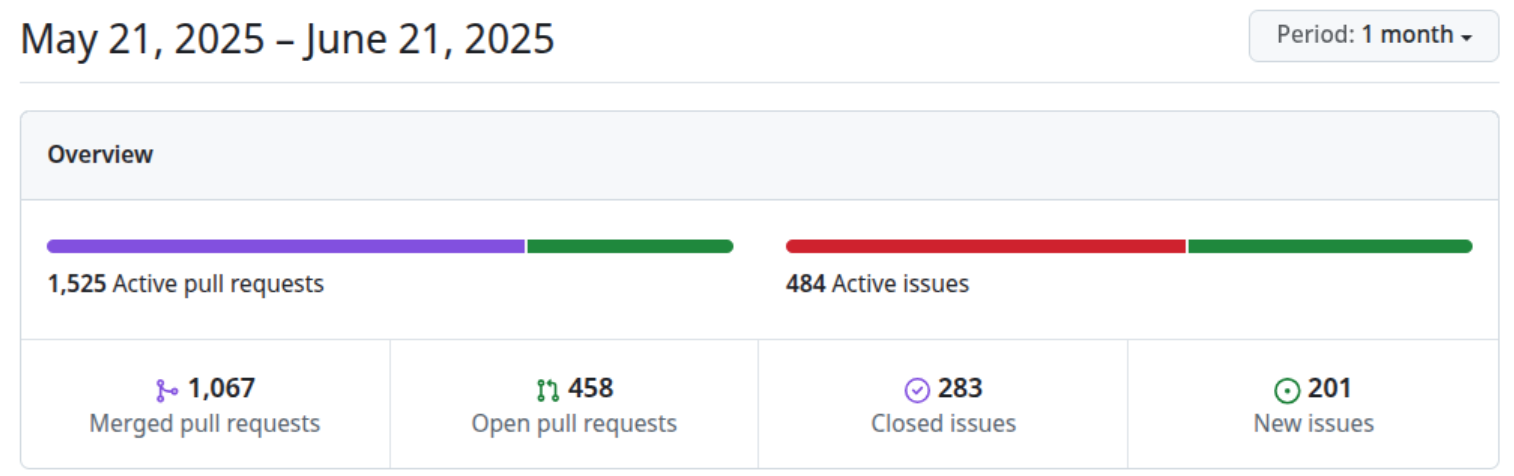 May 21, 2025 – June 21, 2025
Period: 1 month
Overview
1,525 Active pull requests
484 Active issues
1,067
Merged pull requests
458
Open pull requests
283
Closed issues
201
New issues